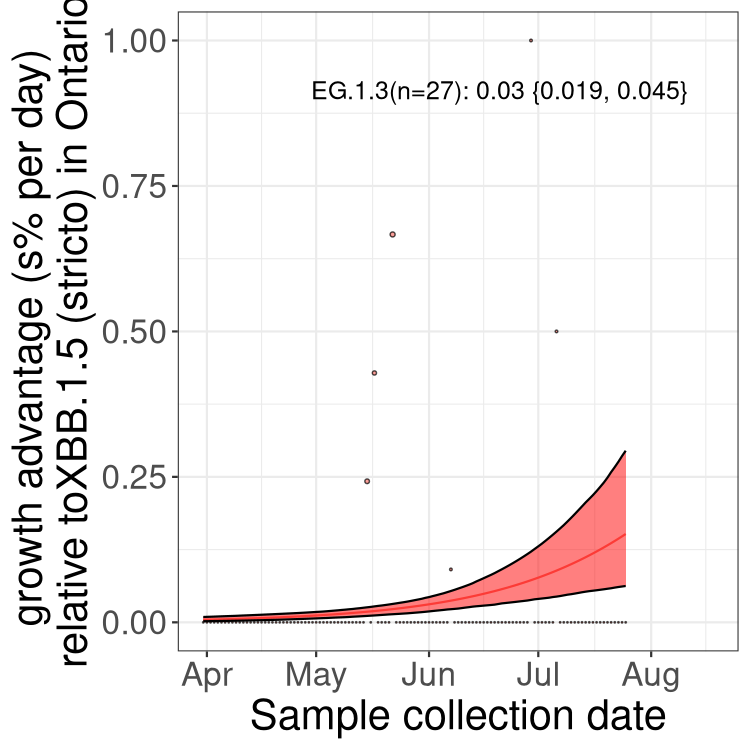 growth advantage (s% per day)
relative toXBB.1.5 (stricto) in Ontario
1.00
0.75
0.50
0.25
0.00
EG.1.3(n=27): 0.03 {0.019, 0.045}
Apr May Jun Jul Aug
Sample collection date